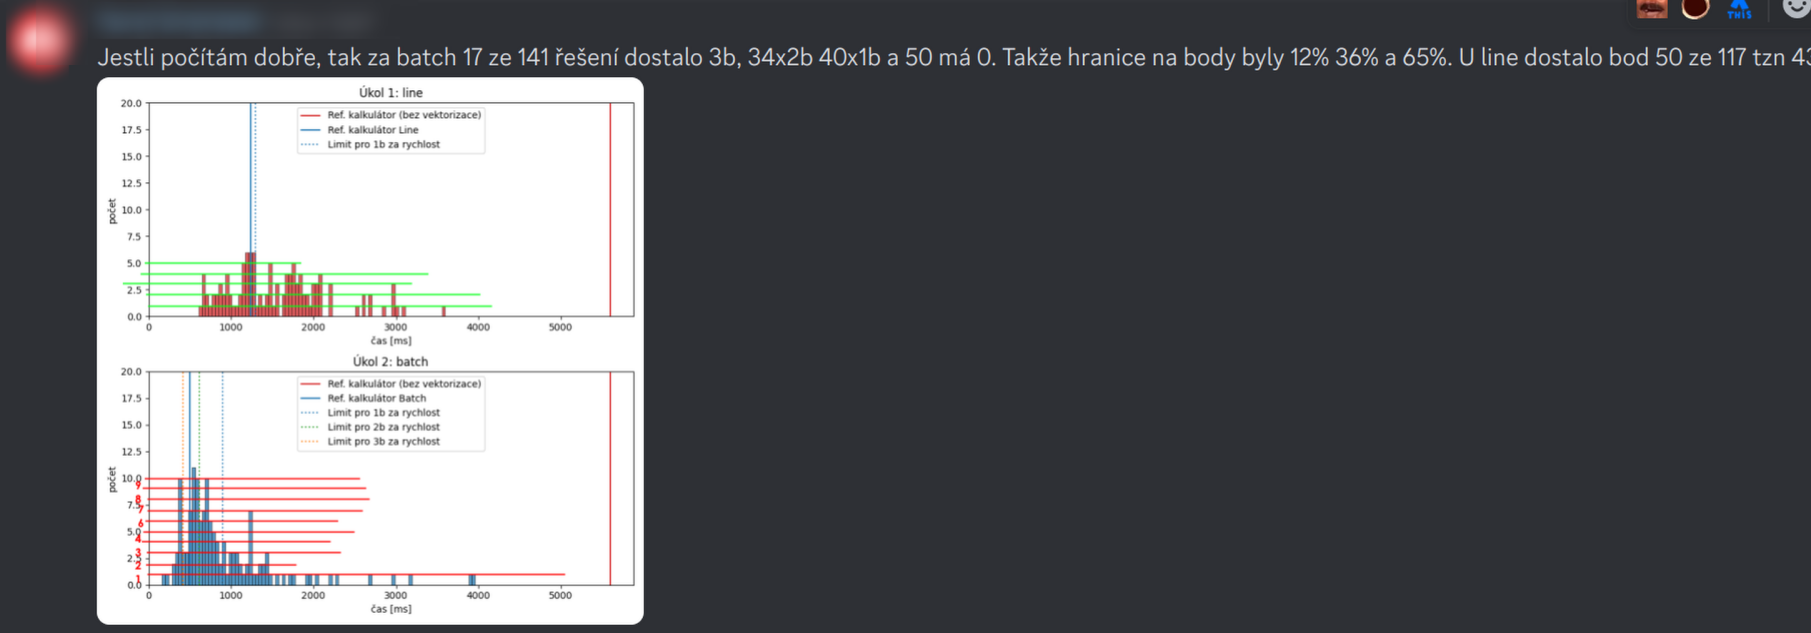 THIS
Jestli počítám dobře, tak za batch 17 ze 141 řešení dostalo 3b, 34x2b 40x1b a 50 má 0. Takže hranice na body byly 12% 36% a 65%. U line dostalo bod 50 ze 117 tzn 43
Úkol 1: line
20.0
17.5
15.0
12.5
10.0
7.5
5.0
2.5
0.0
počet
Ref. kalkulátor (bez vektorizace)
Ref. kalkulátor Line
Limit pro 1b za rychlost
0 1000 2000 3000 4000 5000
čas [ms]
Úkol 2: batch
20.0
17.5
15.0
12.5
10.0
7.5
5.0
2.5
0.0
počet
9
8
7
6
4
3
2
1
Ref. kalkulátor (bez vektorizace)
Ref. kalkulátor Batch
Limit pro 1b za rychlost
Limit pro 2b za rychlost
Limit pro 3b za rychlost
0 1000 2000 3000 4000 5000
čas [ms]